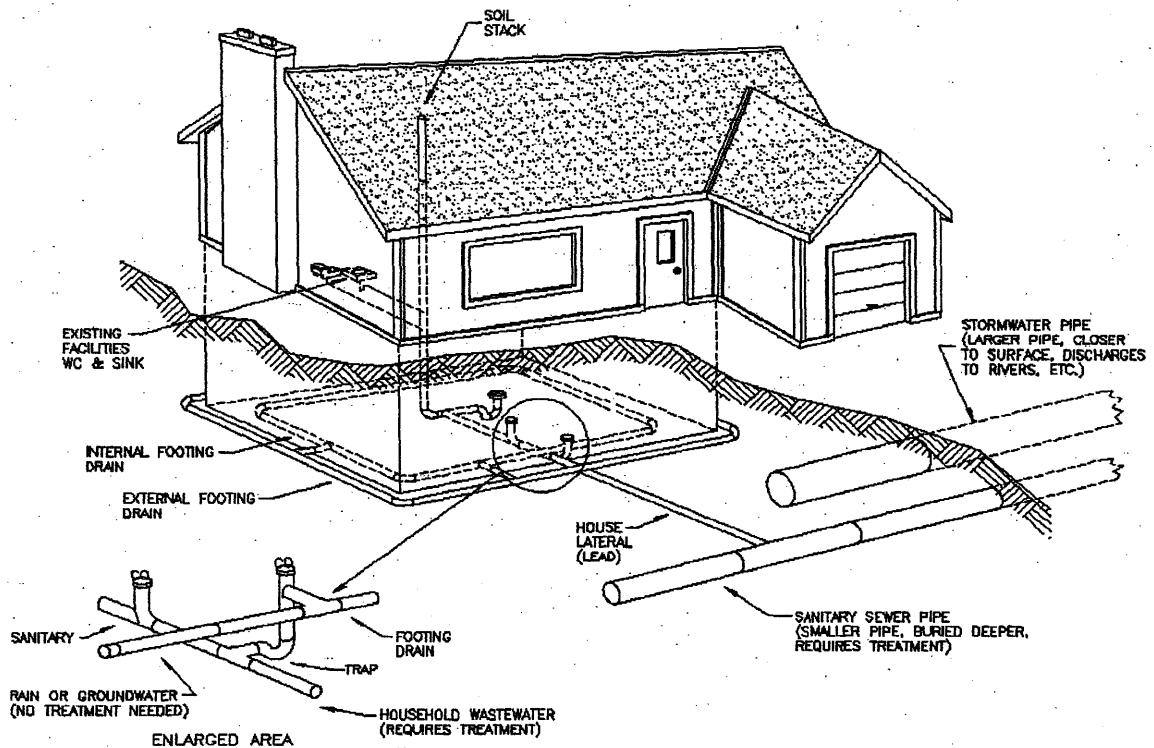 SOIL
STACK
EXISTING
FACILITIES
WC & SINK
STORMWATER PIPE
(LARGER PIPE, CLOSER
TO SURFACE, DISCHARGES
TO RIVERS, ETC.)
INTERNAL FOOTING
DRAIN
EXTERNAL FOOTING
DRAIN
HOUSE
LATERAL
(LEAD)
SANITARY SEWER PIPE
(SMALLER PIPE, BURIED DEEPER,
REQUIRES TREATMENT)
SANITARY
FOOTING
DRAIN
TRAP
RAIN OR GROUNDWATER
(NO TREATMENT NEEDED)
HOUSEHOLD WASTEWATER
(REQUIRES TREATMENT)
ENLARGED AREA